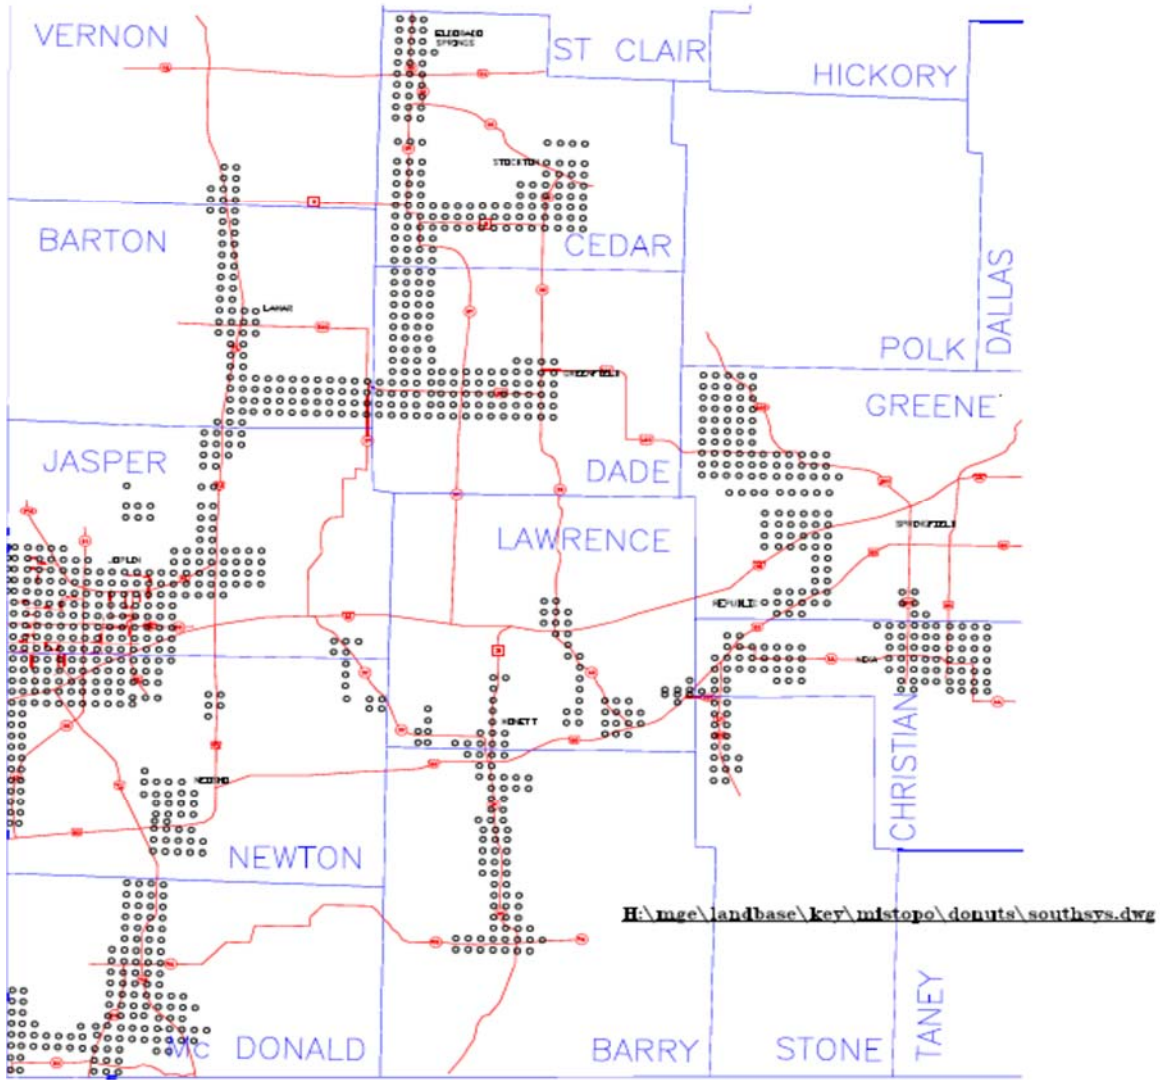 VERNON
ELDORADO
SPRINGS
ST CLAIR
HICKORY
STOCKTON
BARTON
CEDAR
DALLAS
LAMAR
POLK
GREENFIELD
GREENE
JASPER
DADE
SPRINGFIELD
LAWRENCE
JOPLIN
REPUBLIC
NIXA
MONETT
NEOSHO
CHRISTIAN
NEWTON
H:\mge\landbase\key\mistopo\donuts\southsys.dwg
TANEY
Mc DONALD
BARRY
STONE